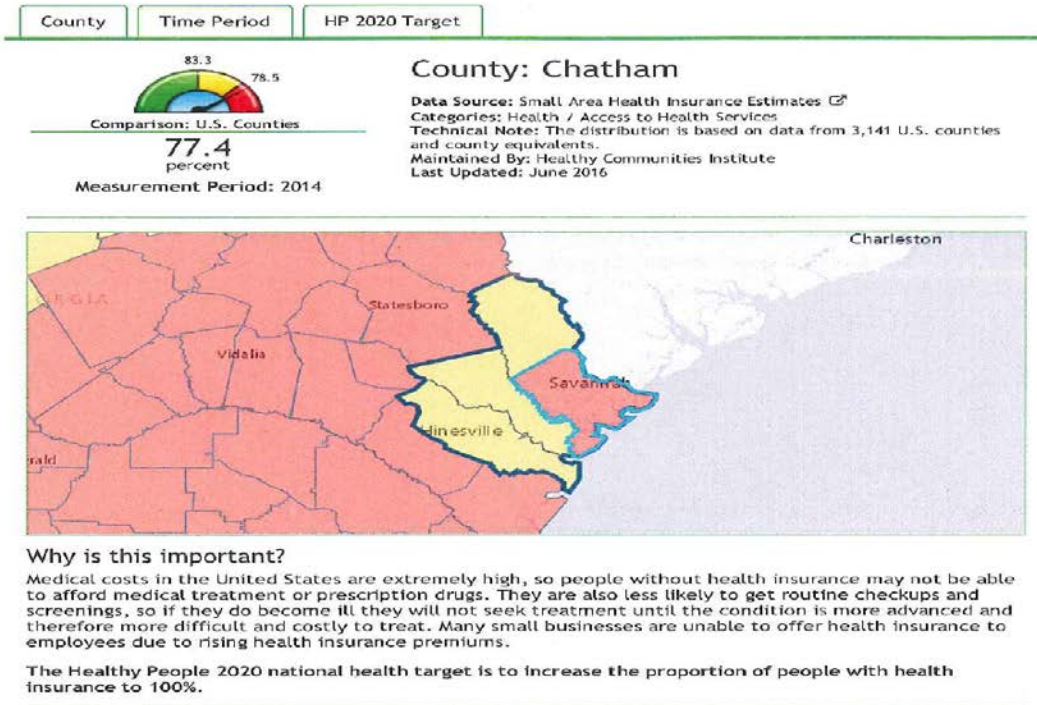 County
Time Period
HP 2020 Target
83.3
78.5
Comparison: U.S. Counties
77.4
percent
Measurement Period: 2014
County: Chatham
Data Source: Small Area Health Insurance Estimates
Categories: Health / Access to Health Services
Technical Note: The distribution is based on data from 3,141 U.S. counties
and county equivalents.
Maintained By: Healthy Communities Institute
Last Updated: June 2016
Charleston
RGIA
Statesboro
Vidalia
Savannah
Hinesville
rald
Why is this important?
Medical costs in the United States are extremely high, so people without health insurance may not be able
to afford medical treatment or prescription drugs. They are also less likely to get routine checkups and
screenings, so if they do become ill they will not seek treatment until the condition is more advanced and
therefore more difficult and costly to treat. Many small businesses are unable to offer health insurance to
employees due to rising health insurance premiums.
The Healthy People 2020 national health target is to increase the proportion of people with health
insurance to 100%.